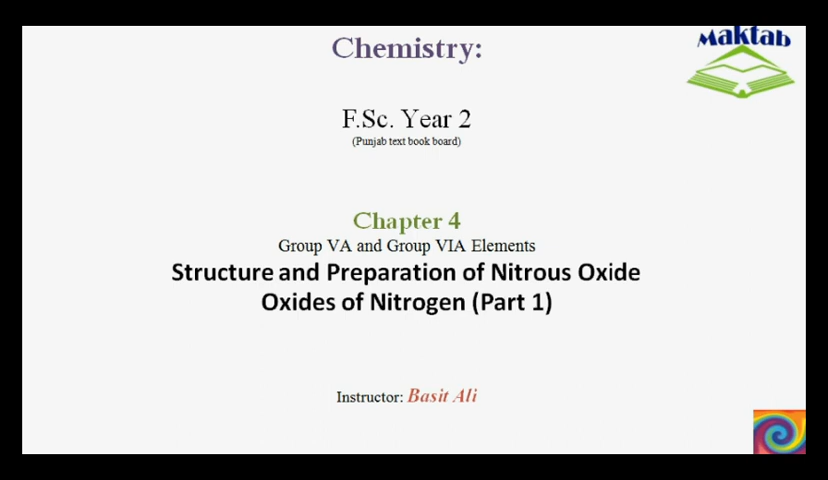 Maktab
Chemistry:
F.Sc. Year 2
(Punjab text book board)
Chapter 4
Group VA and Group VIA Elements
Structure and Preparation of Nitrous Oxide
Oxides of Nitrogen (Part 1)
Instructor: Basit Ali